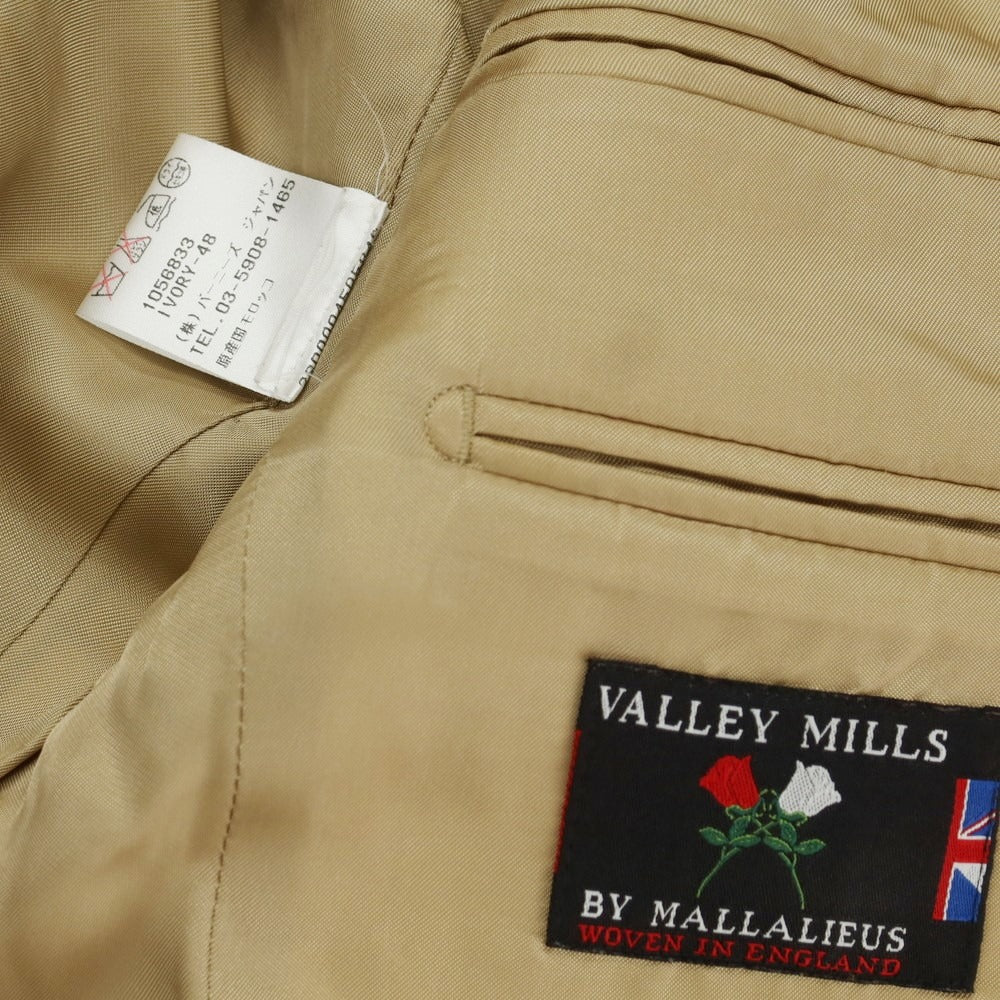 1056833
IVORY-48
(株) バーニーズ ジャパン
TEL.03-5908-1465
原産国 モロッコ
VALLEY MILLS
BY MALLALIEUS
WOVEN IN ENGLAND